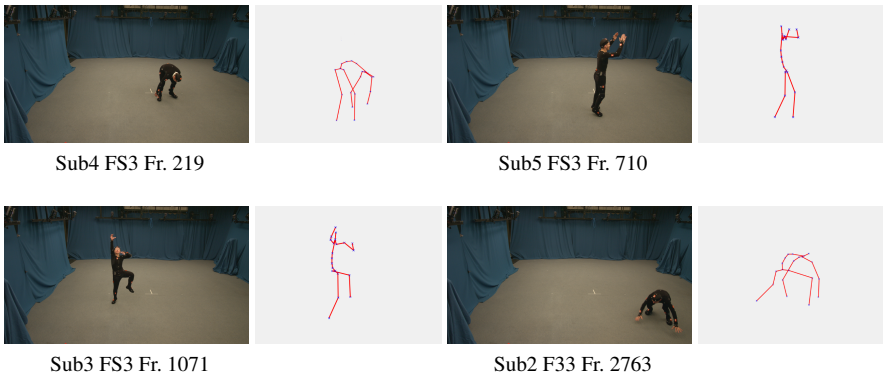 Sub4 FS3 Fr. 219
Sub5 FS3 Fr. 710
Sub3 FS3 Fr. 1071
Sub2 F33 Fr. 2763